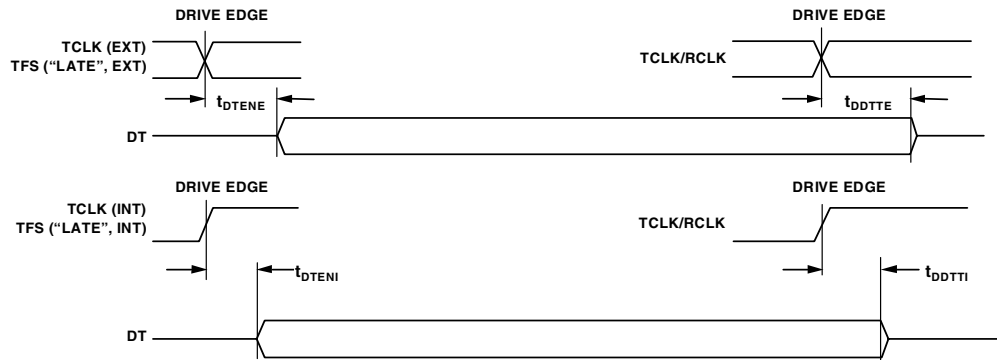 DRIVE EDGE
DRIVE EDGE
TCLK (EXT)
TFS ("LATE", EXT)
TCLK/RCLK
tDTENE
tDDTTE
DT
DRIVE EDGE
DRIVE EDGE
TCLK (INT)
TFS ("LATE", INT)
TCLK/RCLK
tDTENI
tDDTTI
DT